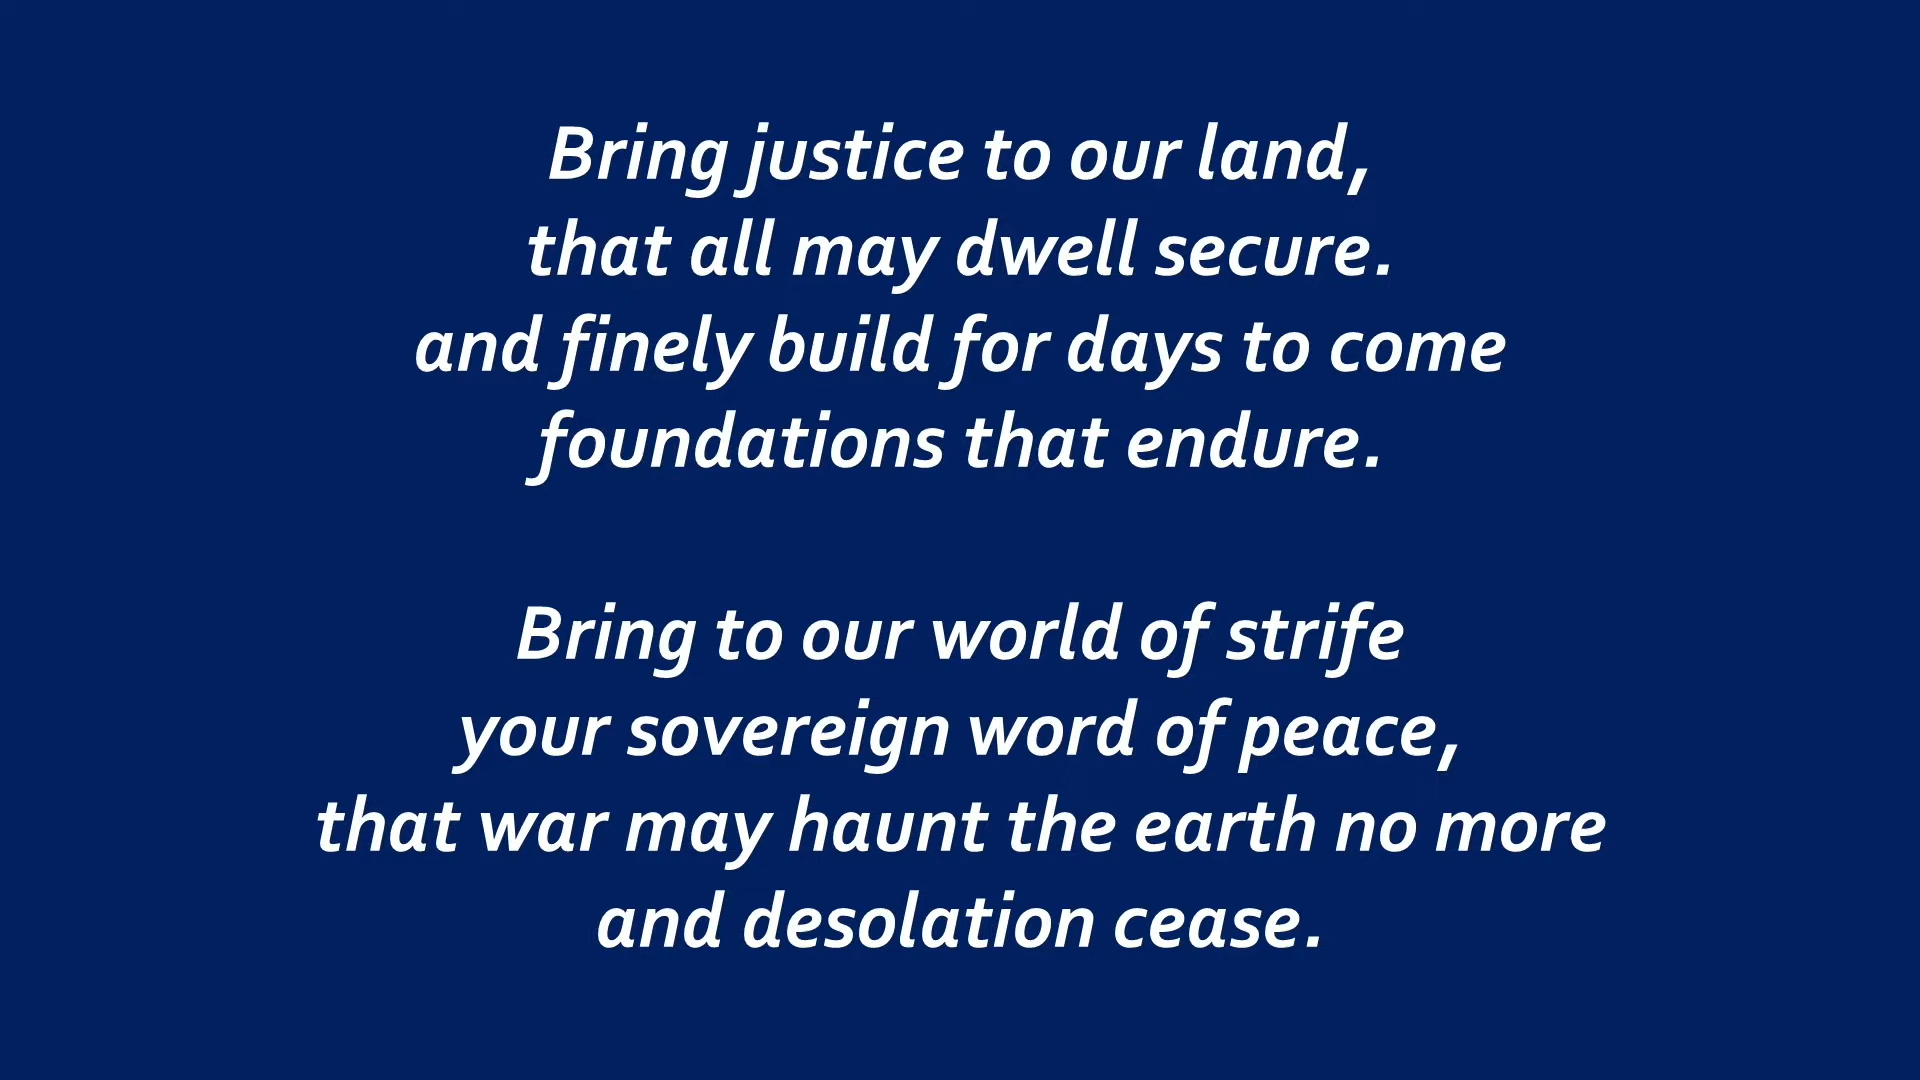 Bring justice to our land,
that all may dwell secure.
and finely build for days to come
foundations that endure.
Bring to our world of strife
your sovereign word of peace,
that war may haunt the earth no more
and desolation cease.